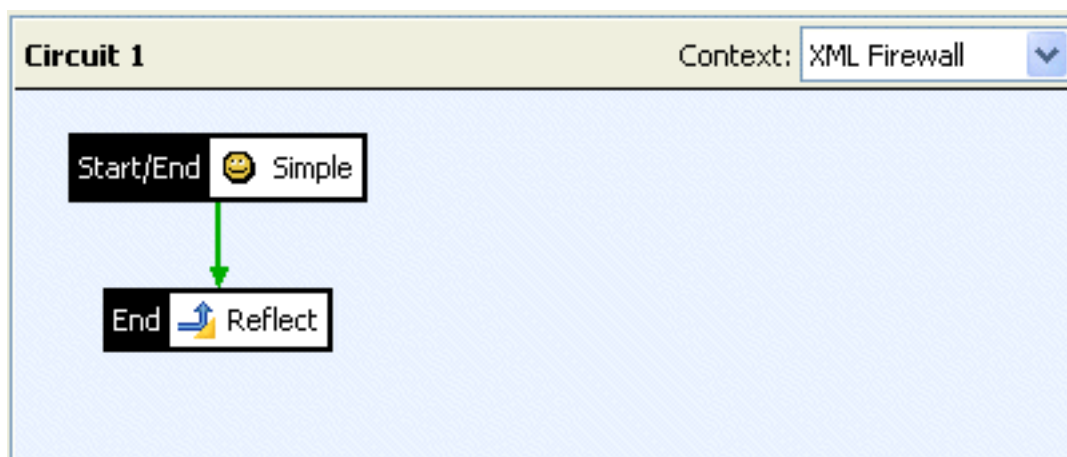 Circuit 1 Context: XML Firewall
Start/End Simple
End Reflect